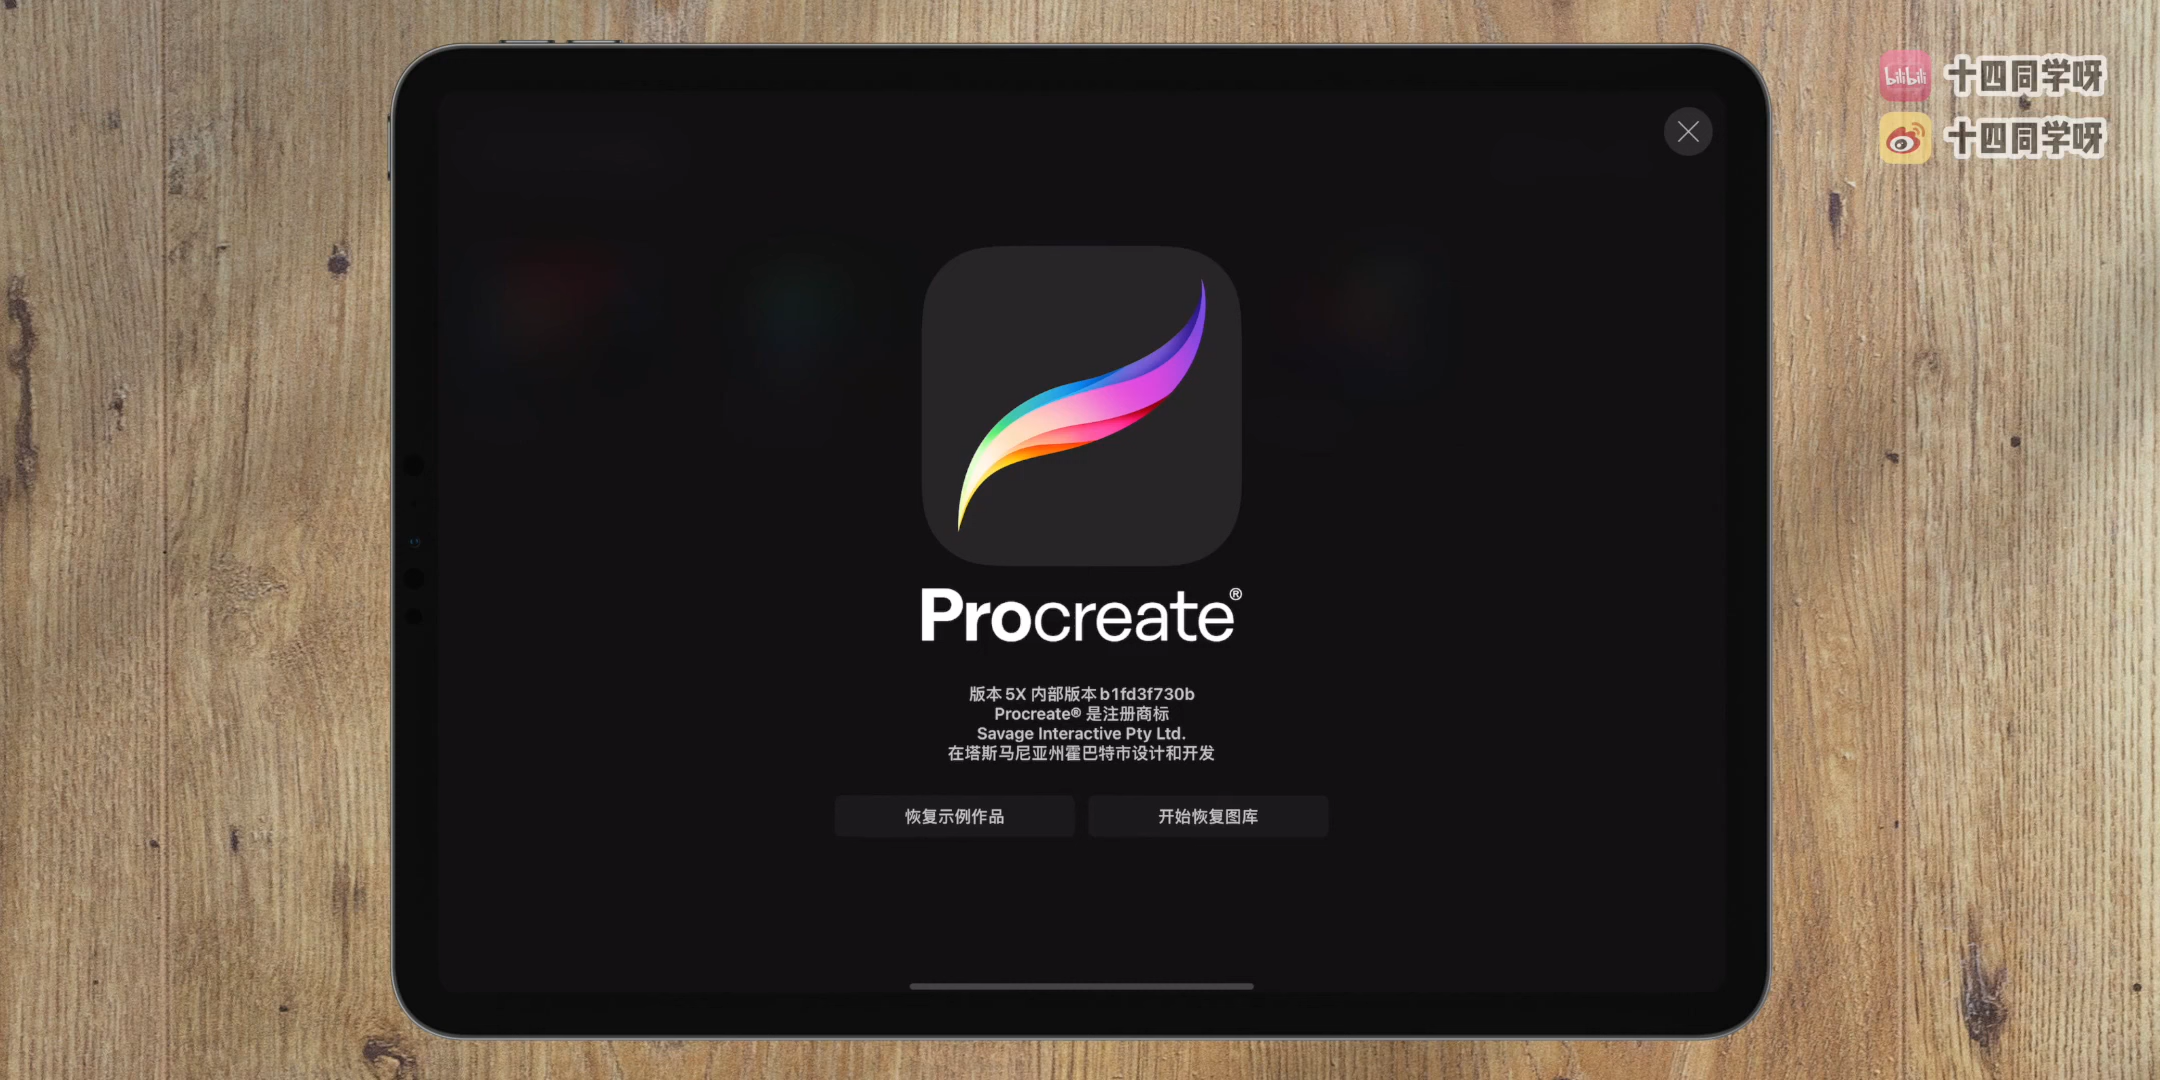 bilibili 十四同学呀
十四同学呀
Procreate®
版本 5X 内部版本 b1fd3f730b
Procreate® 是注册商标
Savage Interactive Pty Ltd.
在塔斯马尼亚州霍巴特市设计和开发
恢复示例作品
开始恢复图库